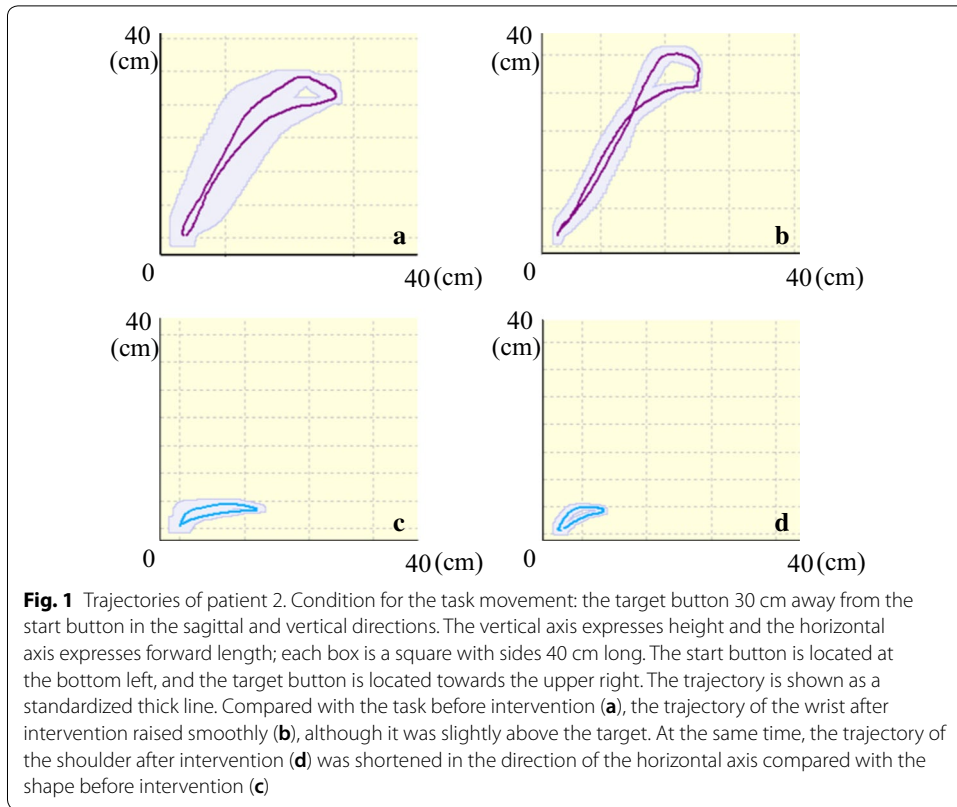 40
(cm)
a
0
40 (cm)
40
(cm)
b
0
40 (cm)
40
(cm)
c
0
40 (cm)
40
(cm)
d
0
40 (cm)
Fig. 1 Trajectories of patient 2. Condition for the task movement: the target button 30 cm away from the
start button in the sagittal and vertical directions. The vertical axis expresses height and the horizontal
axis expresses forward length; each box is a square with sides 40 cm long. The start button is located at
the bottom left, and the target button is located towards the upper right. The trajectory is shown as a
standardized thick line. Compared with the task before intervention (a), the trajectory of the wrist after
intervention raised smoothly (b), although it was slightly above the target. At the same time, the trajectory of
the shoulder after intervention (d) was shortened in the direction of the horizontal axis compared with the
shape before intervention (c)